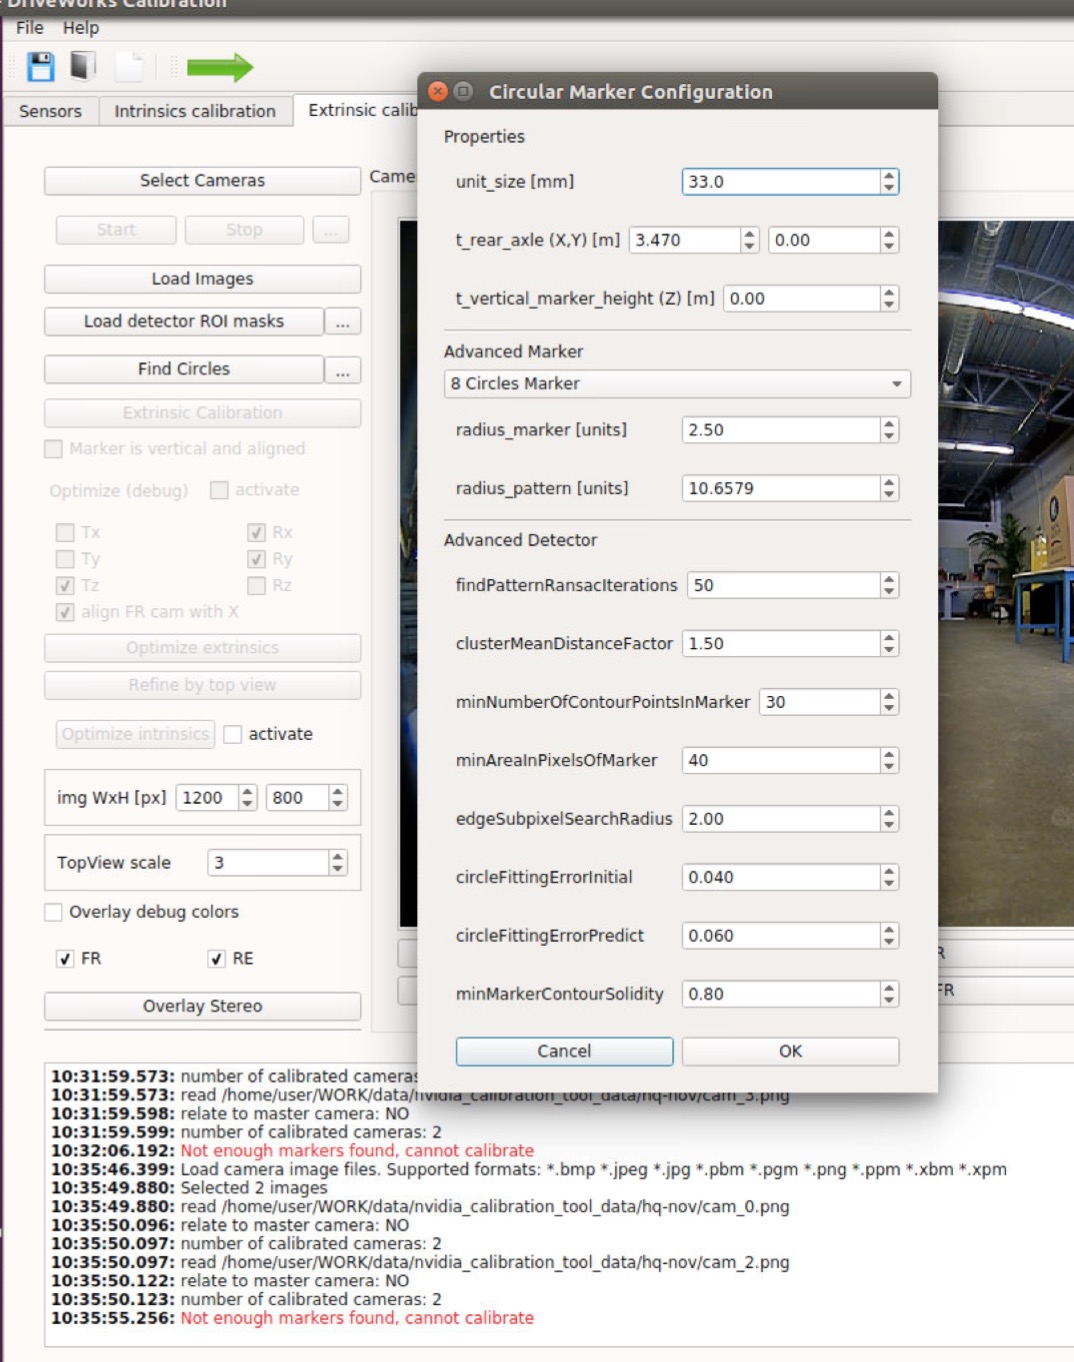 DriveWorks Calibration
File Help
Sensors Intrinsics calibration Extrinsic calib
Select Cameras
Came
Start Stop ...
Load Images
Load detector ROI masks ...
Find Circles ...
Extrinsic Calibration
Marker is vertical and aligned
Optimize (debug) activate
Tx Rx
Ty Ry
Tz Rz
align FR cam with X
Optimize extrinsics
Refine by top view
Optimize intrinsics activate
img WxH [px] 1200 800
TopView scale 3
Overlay debug colors
FR RE
Overlay Stereo
Circular Marker Configuration
Properties
unit_size [mm] 33.0
t_rear_axle (X,Y) [m] 3.470 0.00
t_vertical_marker_height (Z) [m] 0.00
Advanced Marker
8 Circles Marker
radius_marker [units] 2.50
radius_pattern [units] 10.6579
Advanced Detector
findPatternRansacIterations 50
clusterMeanDistanceFactor 1.50
minNumberOfContourPointsInMarker 30
minAreaInPixelsOfMarker 40
edgeSubpixelSearchRadius 2.00
circleFittingErrorInitial 0.040
circleFittingErrorPredict 0.060
minMarkerContourSolidity 0.80
Cancel OK
R
FR
10:31:59.573: number of calibrated cameras
10:31:59.573: read /home/user/WORK/data/nvidia_calibration_tool_data/hq-nov/cam_3.png
10:31:59.598: relate to master camera: NO
10:31:59.599: number of calibrated cameras: 2
10:32:06.192: Not enough markers found, cannot calibrate
10:35:46.399: Load camera image files. Supported formats: *.bmp *.jpeg *.jpg *.pbm *.pgm *.png *.ppm *.xbm *.xpm
10:35:49.880: Selected 2 images
10:35:49.880: read /home/user/WORK/data/nvidia_calibration_tool_data/hq-nov/cam_0.png
10:35:50.096: relate to master camera: NO
10:35:50.097: number of calibrated cameras: 2
10:35:50.097: read /home/user/WORK/data/nvidia_calibration_tool_data/hq-nov/cam_2.png
10:35:50.122: relate to master camera: NO
10:35:50.123: number of calibrated cameras: 2
10:35:55.256: Not enough markers found, cannot calibrate